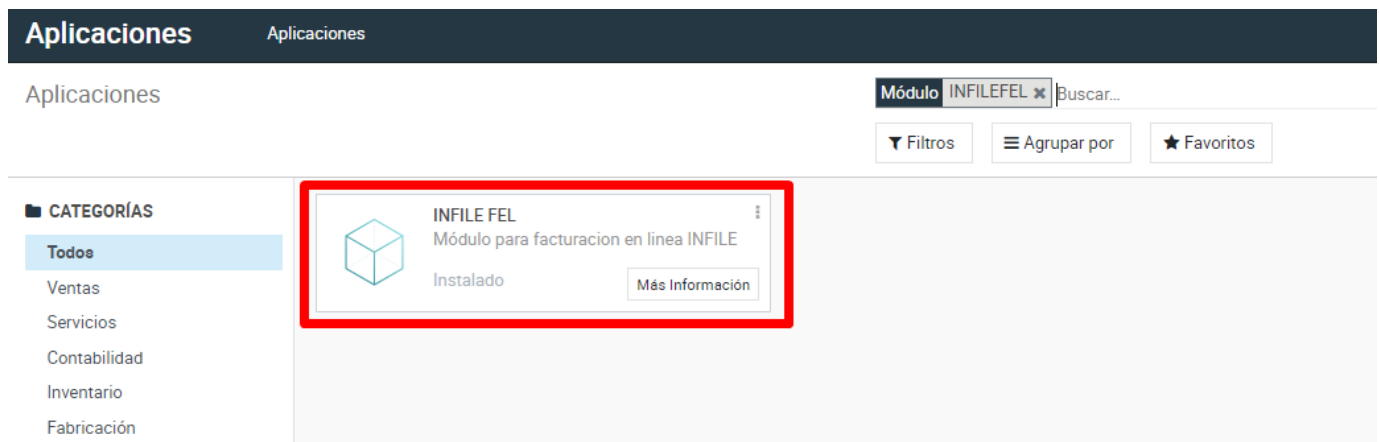 Aplicaciones Aplicaciones
Aplicaciones
Módulo INFILEFEL Buscar...
Filtros Agrupar por Favoritos
CATEGORÍAS
Todos
Ventas
Servicios
Contabilidad
Inventario
Fabricación
INFILE FEL
Módulo para facturacion en linea INFILE
Instalado Más Información